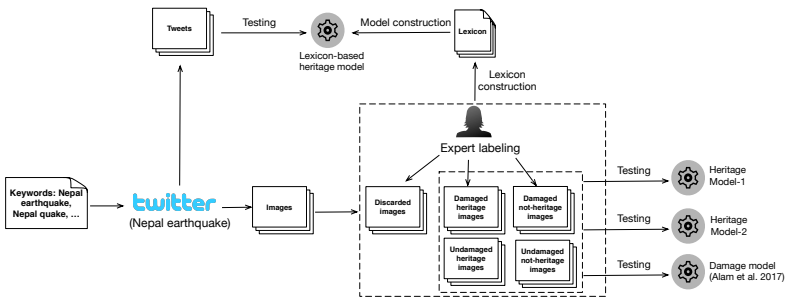 Tweets
Testing
Model construction
Lexicon
Lexicon-based
heritage model
Lexicon
construction
Expert labeling
Keywords: Nepal
earthquake,
Nepal quake, ...
twitter
(Nepal earthquake)
Images
Discarded
images
Damaged
heritage
images
Damaged
not-heritage
images
Undamaged
heritage
images
Undamaged
not-heritage
images
Testing
Heritage
Model-1
Testing
Heritage
Model-2
Testing
Damage model
(Alam et al. 2017)